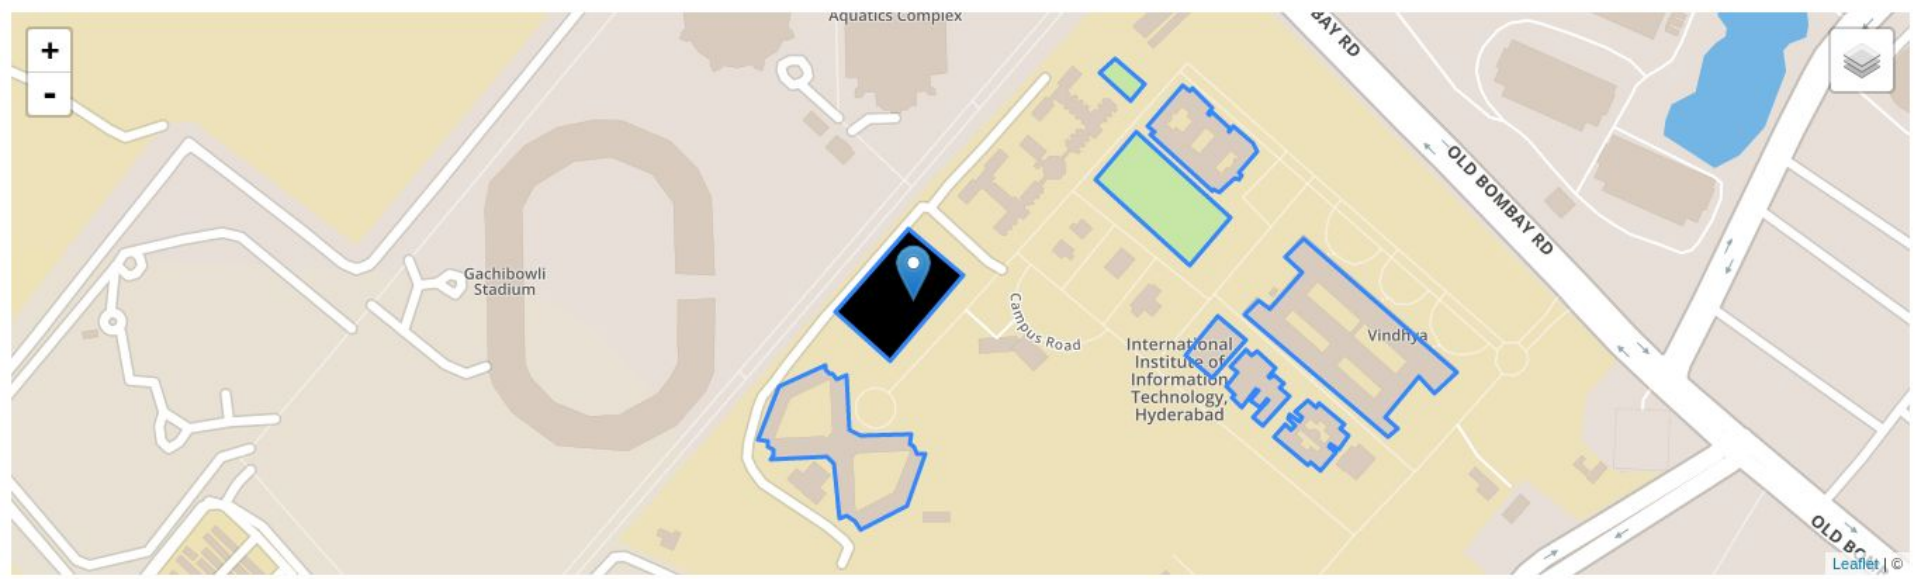 Aquatics Complex
BAY RD
+
-
OLD BOMBAY RD
Gachibowli
Stadium
Campus Road
Vindhya
International
Institute of
Information
Technology,
Hyderabad
OLD BO
Leaflet | ©